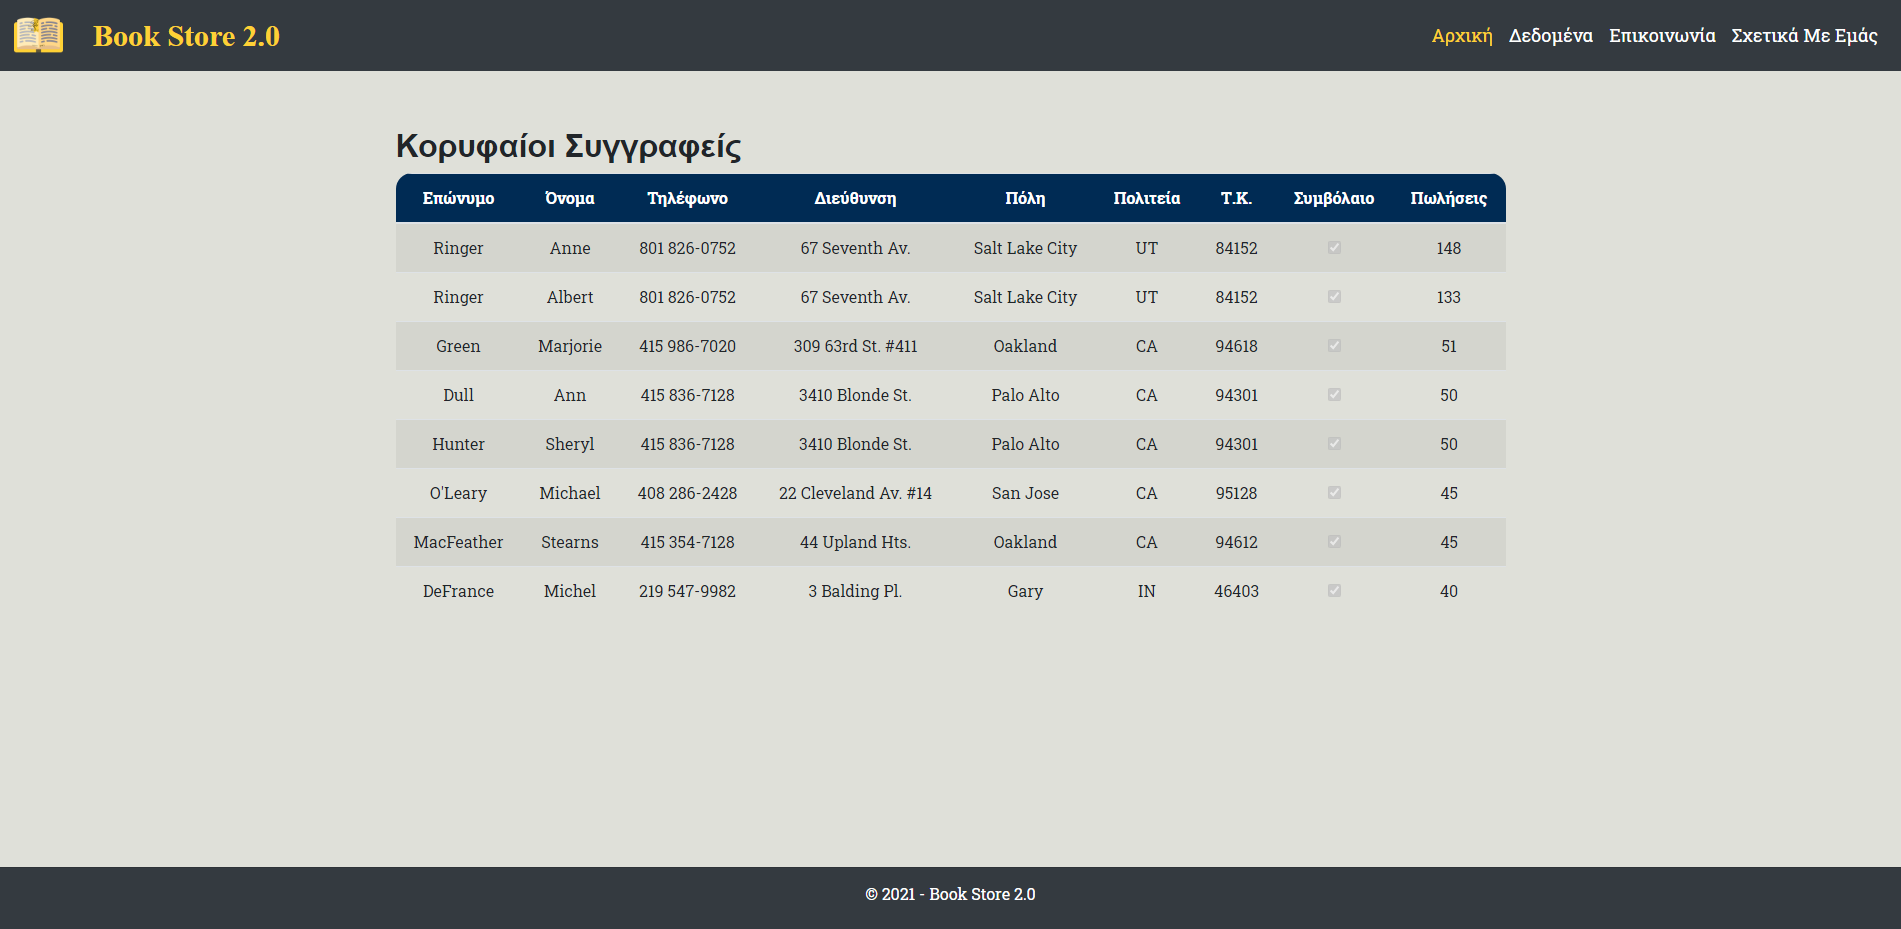 Book Store 2.0 Αρχική Δεδομένα Επικοινωνία Σχετικά Με Εμάς
Κορυφαίοι Συγγραφείς
Επώνυμο Όνομα Τηλέφωνο Διεύθυνση Πόλη Πολιτεία Τ.Κ. Συμβόλαιο Πωλήσεις
Ringer Anne 801 826-0752 67 Seventh Av. Salt Lake City UT 84152 148
Ringer Albert 801 826-0752 67 Seventh Av. Salt Lake City UT 84152 133
Green Marjorie 415 986-7020 309 63rd St. #411 Oakland CA 94618 51
Dull Ann 415 836-7128 3410 Blonde St. Palo Alto CA 94301 50
Hunter Sheryl 415 836-7128 3410 Blonde St. Palo Alto CA 94301 50
O'Leary Michael 408 286-2428 22 Cleveland Av. #14 San Jose CA 95128 45
MacFeather Stearns 415 354-7128 44 Upland Hts. Oakland CA 94612 45
DeFrance Michel 219 547-9982 3 Balding Pl. Gary IN 46403 40
© 2021 - Book Store 2.0